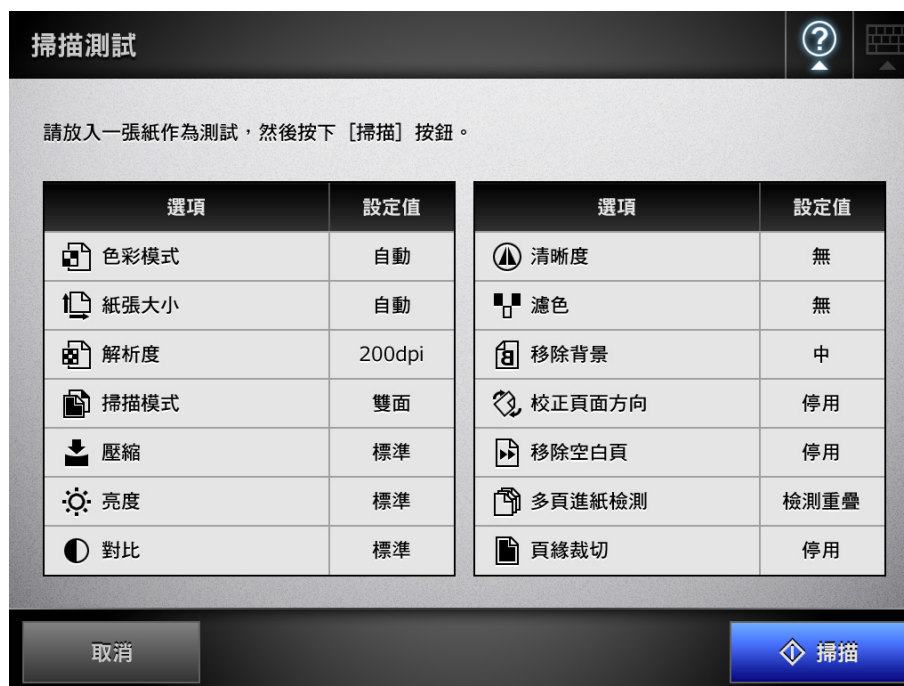 掃描測試
請放入一張紙作為測試，然後按下［掃描］按鈕。
選項 設定值
色彩模式 自動
紙張大小 自動
解析度 200dpi
掃描模式 雙面
壓縮 標準
亮度 標準
對比 標準
選項 設定值
清晰度 無
濾色 無
移除背景 中
校正頁面方向 停用
移除空白頁 停用
多頁進紙檢測 檢測重疊
頁緣裁切 停用
取消
掃描